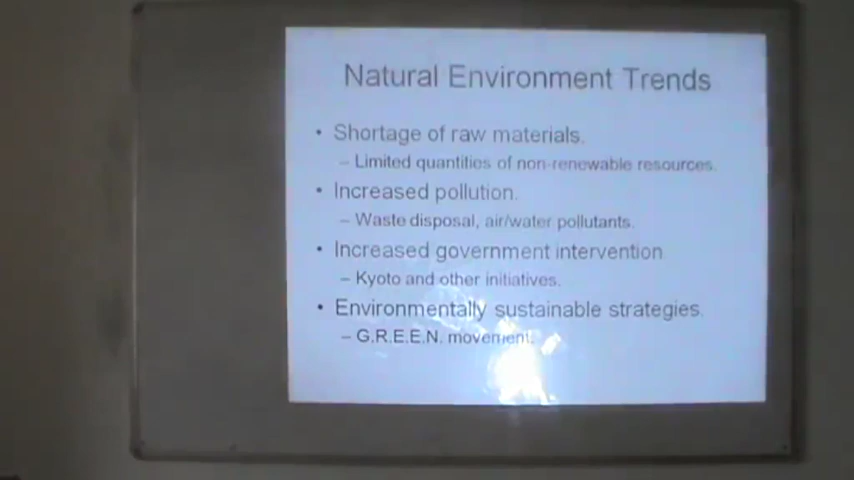 Natural Environment Trends
• Shortage of raw materials.
– Limited quantities of non-renewable resources.
• Increased pollution.
– Waste disposal, air/water pollutants.
• Increased government intervention
– Kyoto and other initiatives.
• Environmentally sustainable strategies.
– G.R.E.E.N. movement.